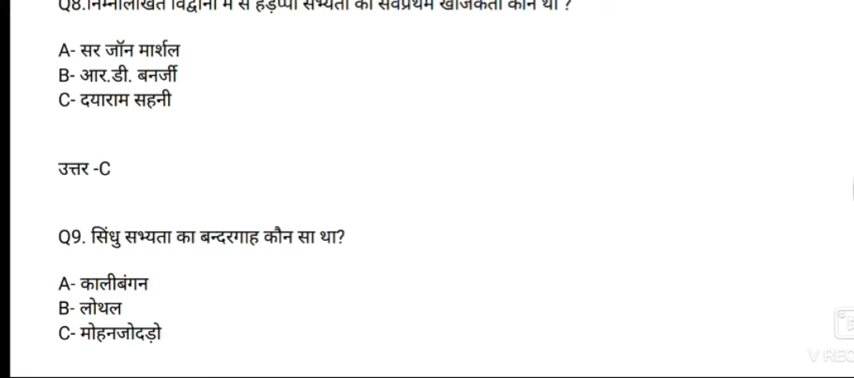 Q8.निम्नलिखित विद्वानों में से हड़प्पा सभ्यता का सर्वप्रथम खोजकर्ता कौन था ?
A- सर जॉन मार्शल
B- आर.डी. बनर्जी
C- दयाराम सहनी
उत्तर -C
Q9. सिंधु सभ्यता का बन्दरगाह कौन सा था?
A- कालीबंगन
B- लोथल
C- मोहनजोदड़ो
V REC